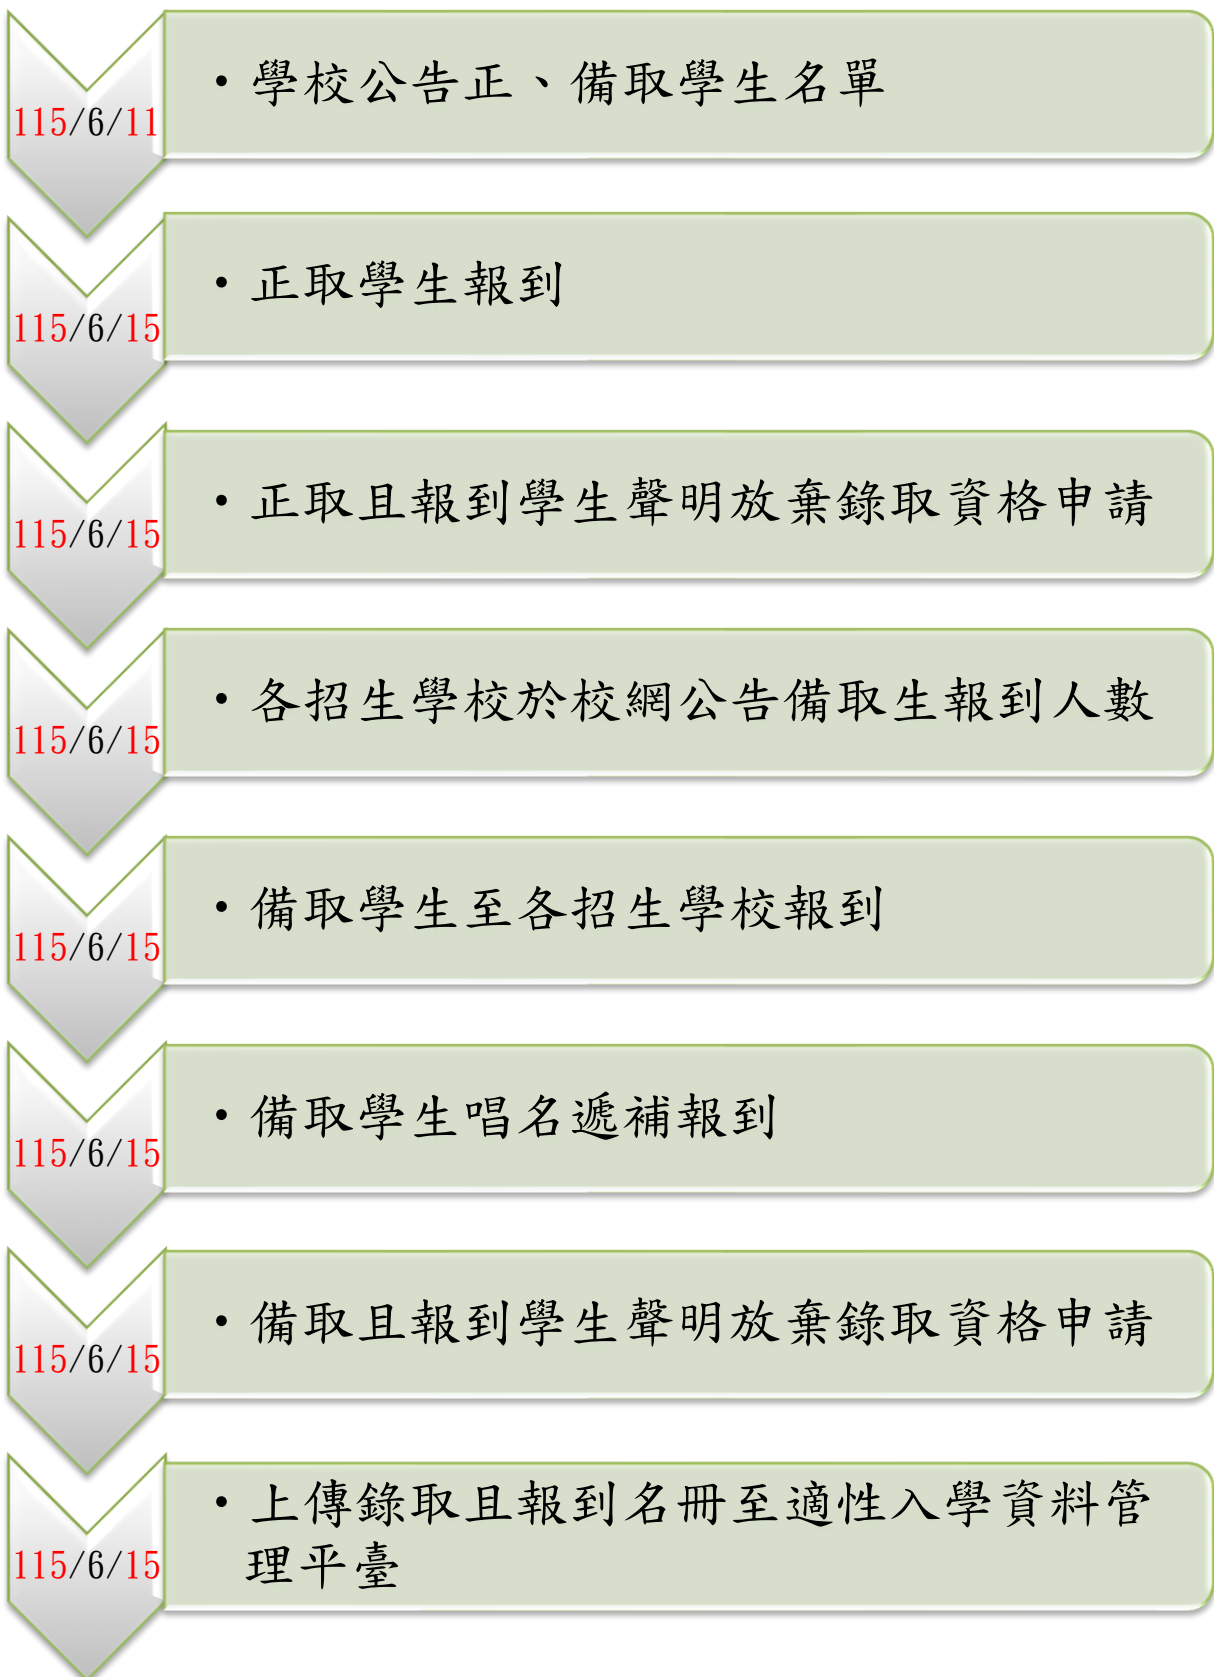 115/6/11
• 學校公告正、備取學生名單
115/6/15
• 正取學生報到
115/6/15
• 正取且報到學生聲明放棄錄取資格申請
115/6/15
• 各招生學校於校網公告備取生報到人數
115/6/15
• 備取學生至各招生學校報到
115/6/15
• 備取學生唱名遞補報到
115/6/15
• 備取且報到學生聲明放棄錄取資格申請
115/6/15
• 上傳錄取且報到名冊至適性入學資料管
理平臺